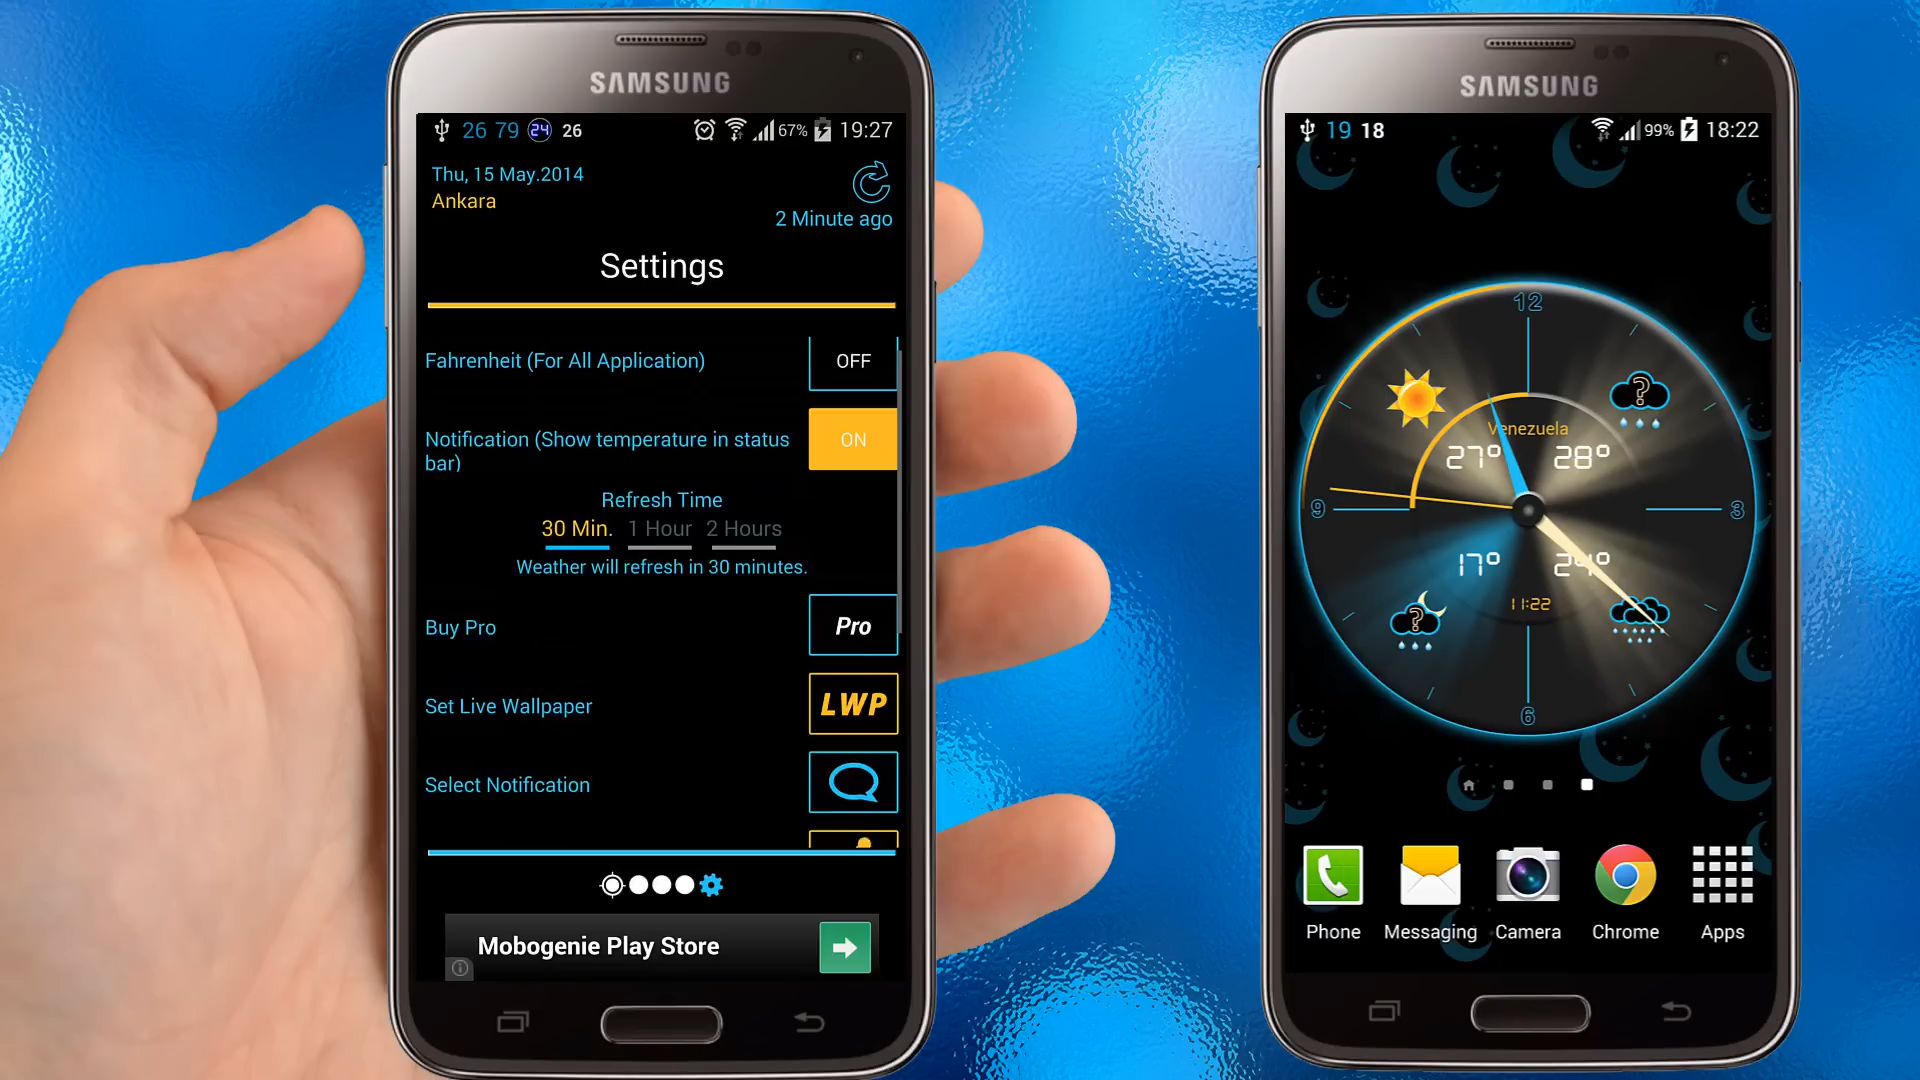 SAMSUNG
26 79 24 26 67% 19:27
Thu, 15 May.2014
Ankara
2 Minute ago
Settings
Fahrenheit (For All Application)
OFF
Notification (Show temperature in status
bar)
ON
Refresh Time
30 Min. 1 Hour 2 Hours
Weather will refresh in 30 minutes.
Buy Pro
Pro
Set Live Wallpaper
LWP
Select Notification
Mobogenie Play Store
SAMSUNG
19 18 99% 18:22
12
?
Venezuela
27° 28°
9
3
17° 24°
11:22
?
6
Phone Messaging Camera Chrome Apps